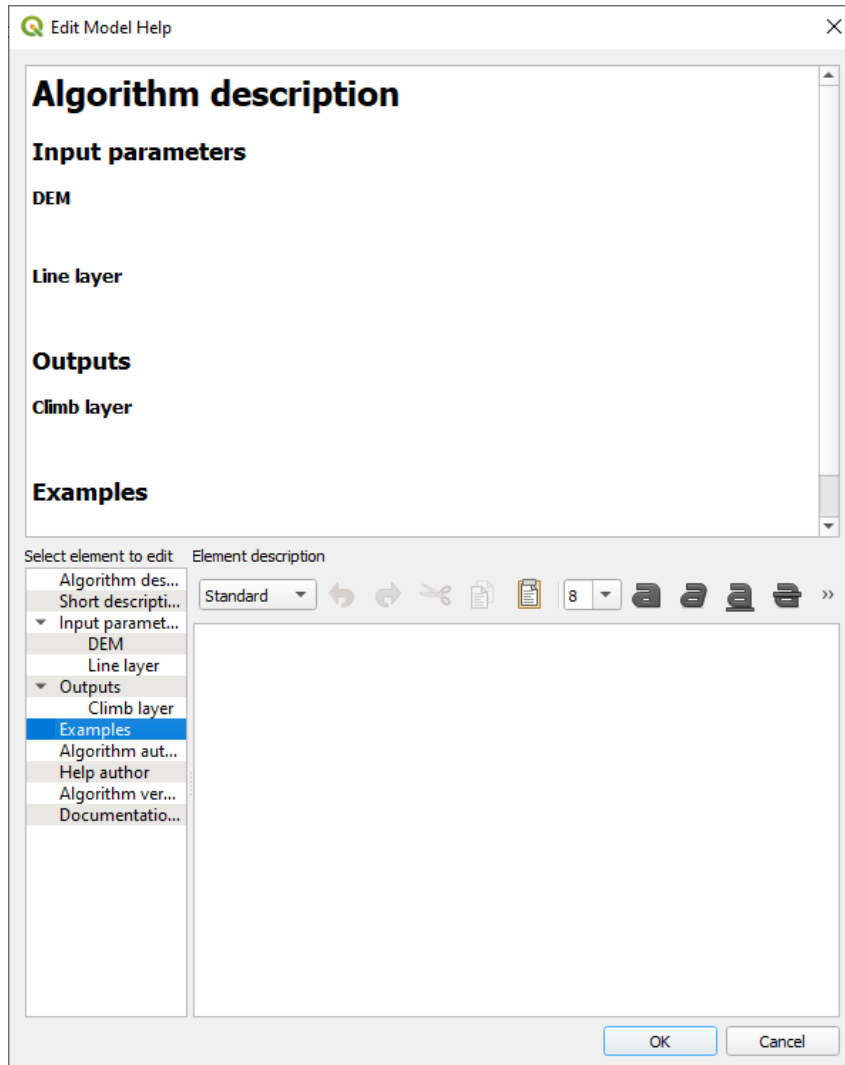 Edit Model Help
Algorithm description
Input parameters
DEM
Line layer
Outputs
Climb layer
Examples
Select element to edit Element description
Algorithm des...
Short descripti...
Input paramet...
DEM
Line layer
Outputs
Climb layer
Examples
Algorithm aut...
Help author
Algorithm ver...
Documentatio...
Standard 8 a a a a »
OK Cancel